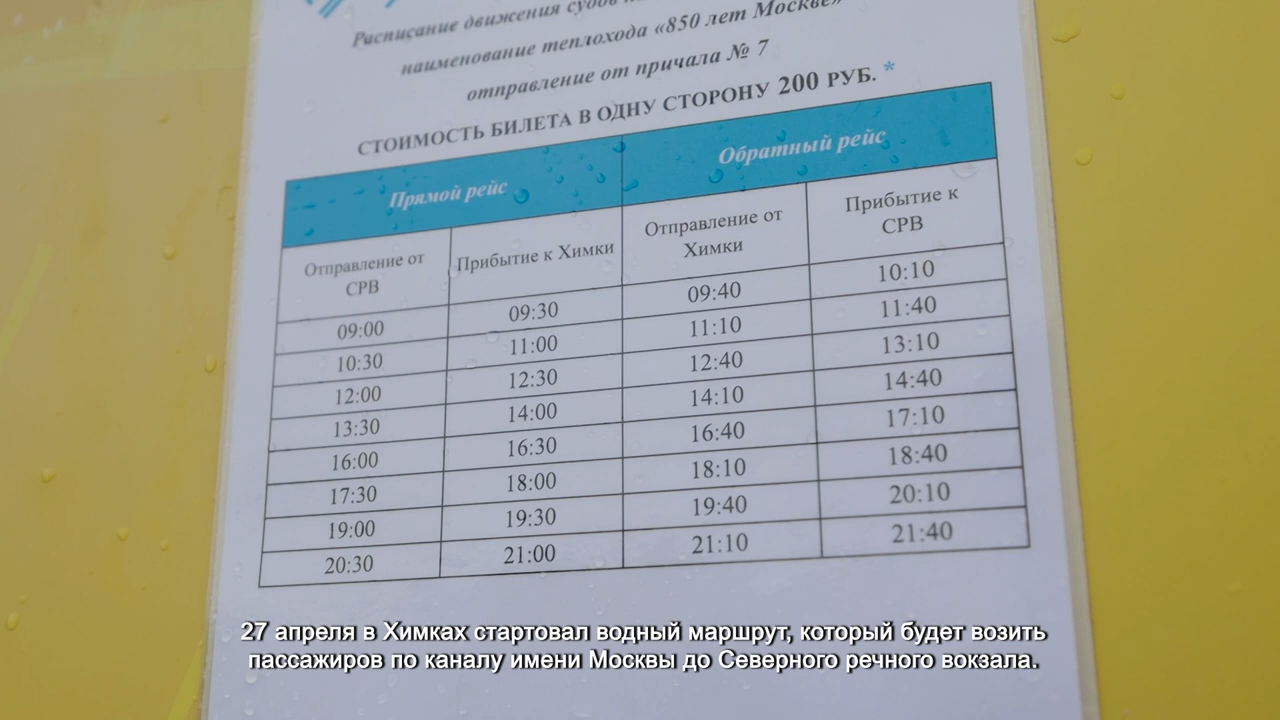 Расписание движения судов
наименование теплохода «850 лет Москве»
отправление от причала № 7
СТОИМОСТЬ БИЛЕТА В ОДНУ СТОРОНУ 200 РУБ. *
Прямой рейс Обратный рейс
Отправление от СРВ Прибытие к Химки Отправление от Химки Прибытие к СРВ
09:00 09:30 09:40 10:10
10:30 11:00 11:10 11:40
12:00 12:30 12:40 13:10
13:30 14:00 14:10 14:40
16:00 16:30 16:40 17:10
17:30 18:00 18:10 18:40
19:00 19:30 19:40 20:10
20:30 21:00 21:10 21:40
27 апреля в Химках стартовал водный маршрут, который будет возить
пассажиров по каналу имени Москвы до Северного речного вокзала.